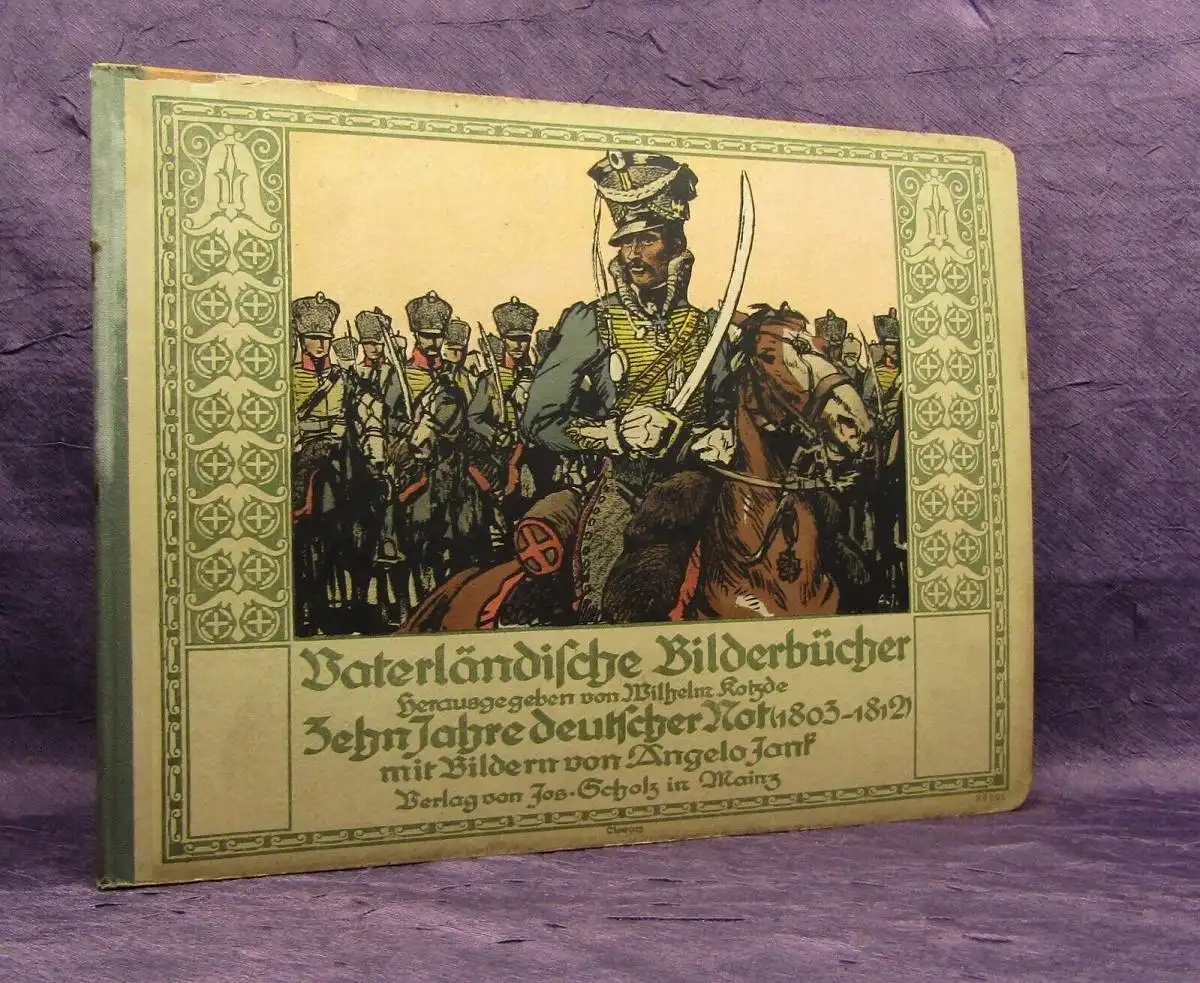 Vaterländische Bilderbücher
Herausgegeben von Wilhelm Kotzde
Zehn Jahre deutscher Not (1803-1812)
mit Bildern von Angelo Jank
Verlag von Jos. Scholz in Mainz
A.J.